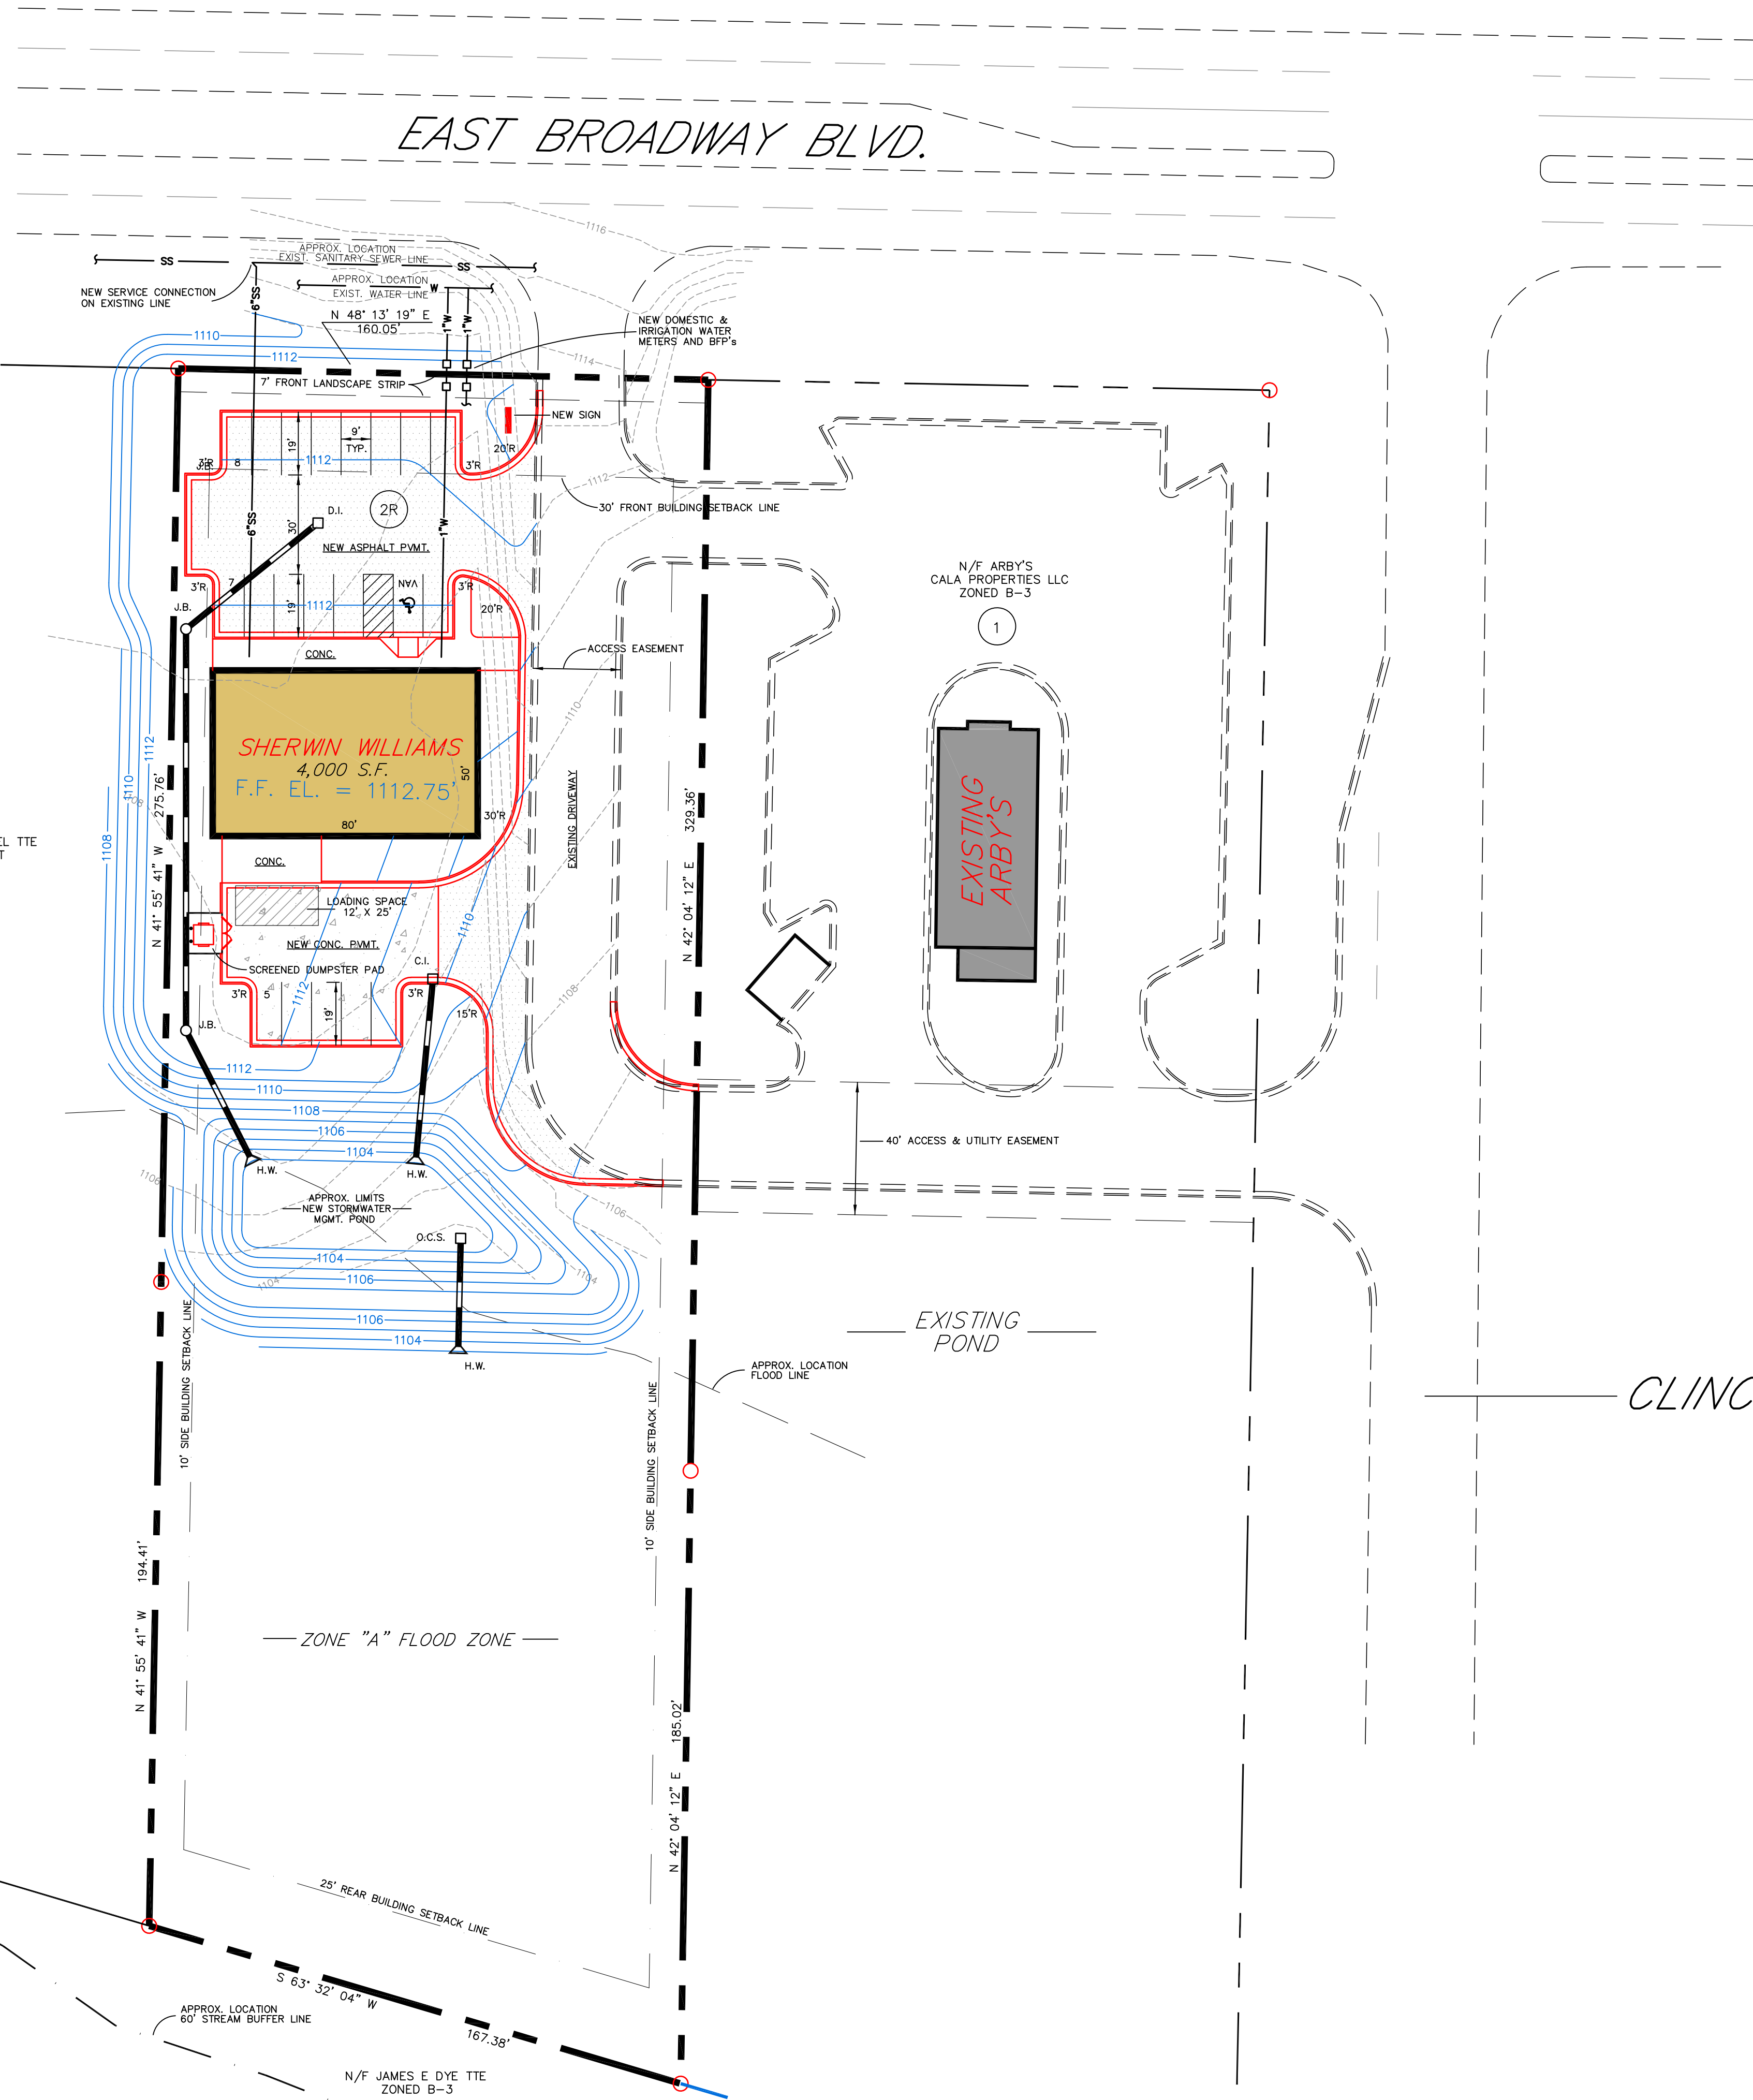 EAST BROADWAY BLVD.
1116
APPROX. LOCATION
EXIST. SANITARY SEWER LINE
SS
SS
APPROX. LOCATION
W
EXIST. WATER LINE
NEW SERVICE CONNECTION
ON EXISTING LINE
6"SS
1"W
1"W
N 48° 13' 19" E
160.05'
NEW DOMESTIC &
IRRIGATION WATER
METERS AND BFP's
1110
1112
1114
7' FRONT LANDSCAPE STRIP
NEW SIGN
9'
TYP.
19'
20'R
3'R
J.B.
8
1112
3'R
1112
30' FRONT BUILDING SETBACK LINE
2R
D.I.
30'
6"SS
1"W
NEW ASPHALT PVMT.
3'R
7
VAN
3'R
19'
1112
20'R
J.B.
N/F ARBY'S
CALA PROPERTIES LLC
ZONED B-3
1
CONC.
ACCESS EASEMENT
1110
SHERWIN WILLIAMS
4,000 S.F.
F.F. EL. = 1112.75'
50'
80'
30'R
1112
1110
1108
1108
N 41° 55' 41" W 275.76'
EL TTE
T
EXISTING DRIVEWAY
N 42° 04' 12" E 329.36'
EXISTING
ARBY'S
CONC.
LOADING SPACE
12' X 25'
NEW CONC. PVMT.
1110
C.I.
SCREENED DUMPSTER PAD
3'R
5
1112
19'
3'R
15'R
1108
J.B.
1112
1110
1108
1106
1104
H.W.
H.W.
40' ACCESS & UTILITY EASEMENT
1106
APPROX. LIMITS
NEW STORMWATER
MGMT. POND
1106
O.C.S.
1104
1104
1106
1104
1106
1104
H.W.
EXISTING
POND
APPROX. LOCATION
FLOOD LINE
10' SIDE BUILDING SETBACK LINE
10' SIDE BUILDING SETBACK LINE
CLINC
N 41° 55' 41" W 194.41'
ZONE "A" FLOOD ZONE
N 42° 04' 12" E 185.02'
25' REAR BUILDING SETBACK LINE
S 63° 32' 04" W
167.38'
APPROX. LOCATION
60' STREAM BUFFER LINE
N/F JAMES E DYE TTE
ZONED B-3